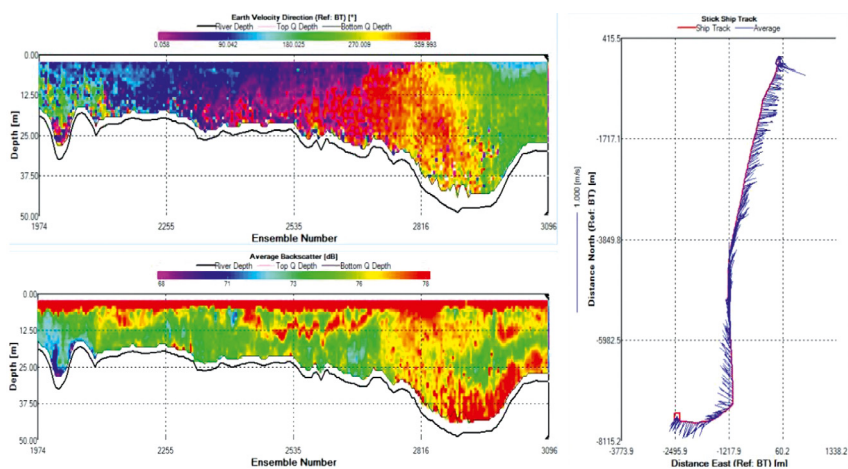 Earth Velocity Direction (Ref: BT) [°]
River Depth Top Q Depth Bottom Q Depth
0.058 90.042 180.025 270.009 359.993
0.00
12.50
25.00
37.50
50.00
Depth [m]
1974 2255 2535 2816 3096
Ensemble Number
Average Backscatter [dB]
River Depth Top Q Depth Bottom Q Depth
68 71 73 76 78
0.00
12.50
25.00
37.50
50.00
Depth [m]
1974 2255 2535 2816 3096
Ensemble Number
Stick Ship Track
Ship Track Average
415.5
-1717.1
-3849.8
-5982.5
-8115.2
1.000 [m/s]
Distance North (Ref: BT) [m]
-3773.9 -2495.9 -1217.9 60.2 1338.2
Distance East (Ref: BT) [m]